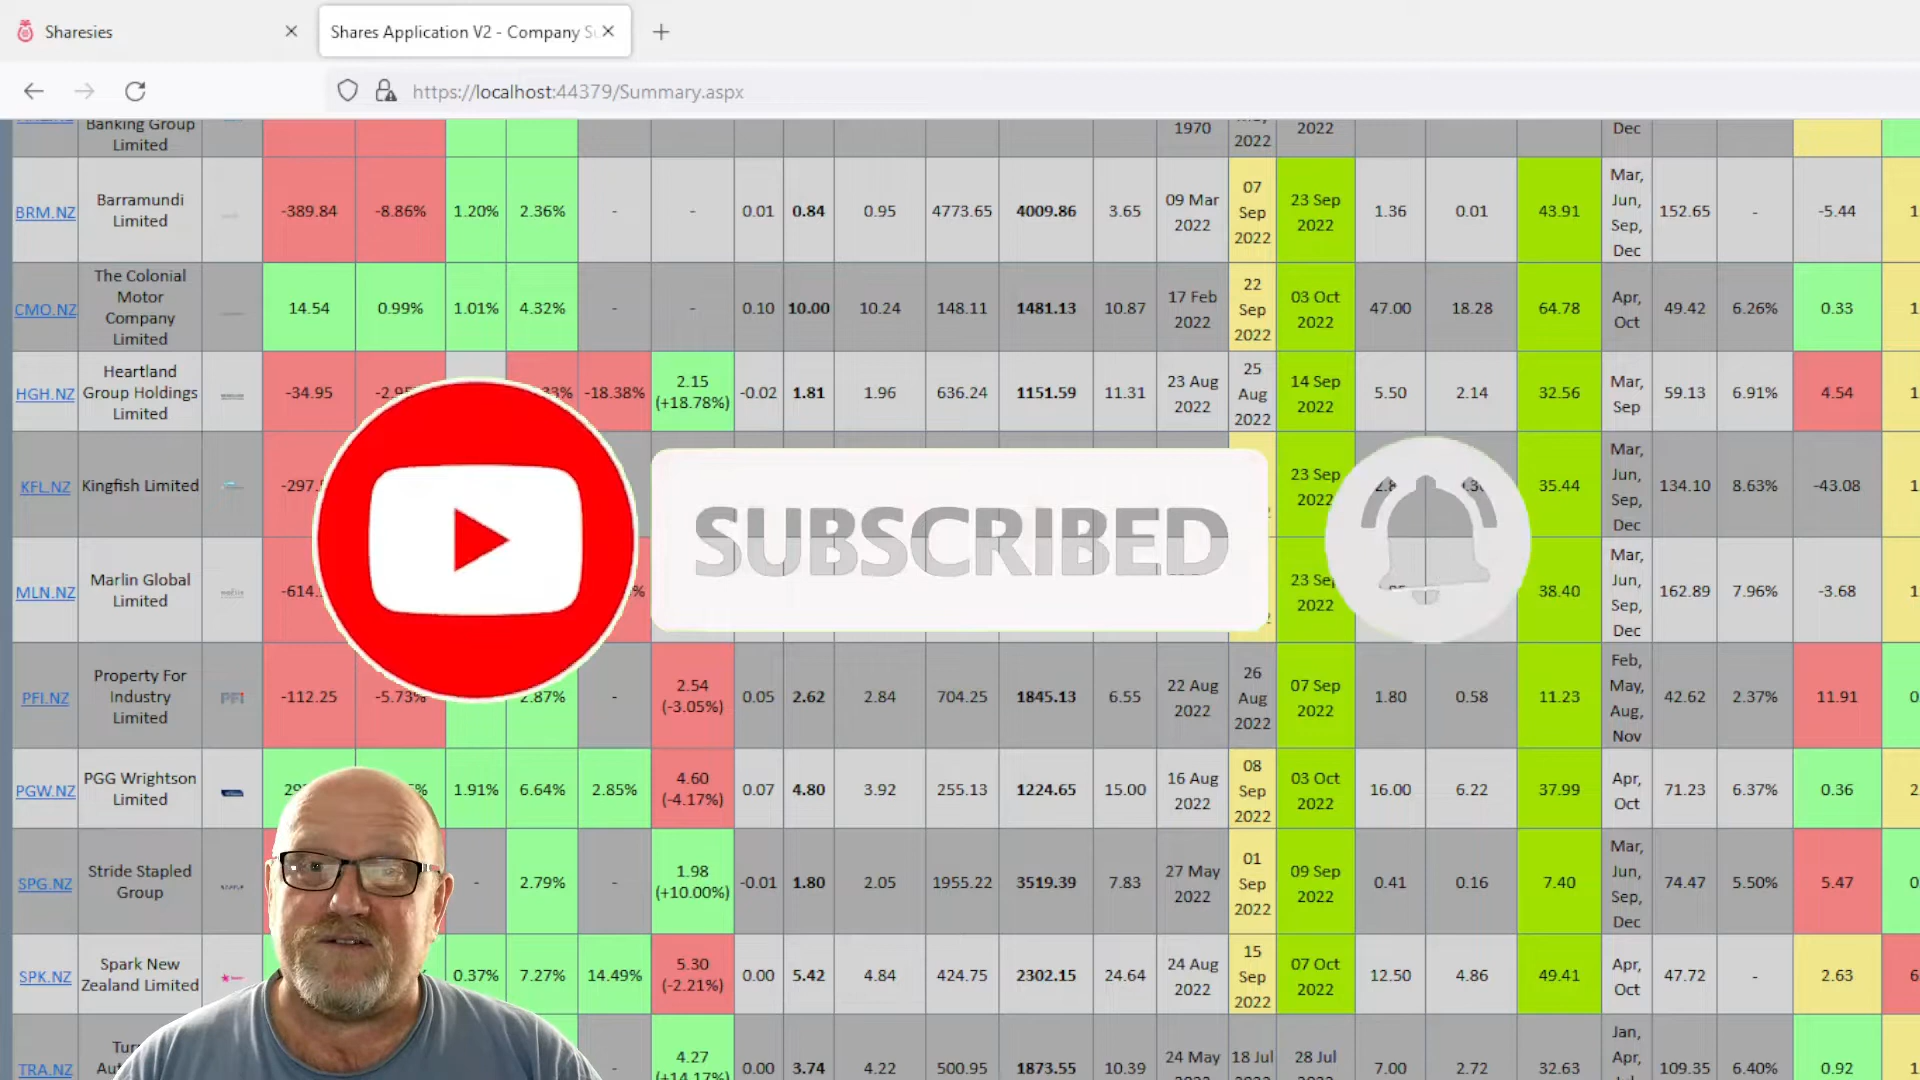 Sharesies
Shares Application V2 - Company Su
https://localhost:44379/Summary.aspx
Banking Group Limited 1970 2022 2022 Dec
BRM.NZ Barramundi Limited -389.84 -8.86% 1.20% 2.36% - - 0.01 0.84 0.95 4773.65 4009.86 3.65 09 Mar 2022 07 Sep 2022 23 Sep 2022 1.36 0.01 43.91 Mar, Jun, Sep, Dec 152.65 - -5.44
CMO.NZ The Colonial Motor Company Limited 14.54 0.99% 1.01% 4.32% - - 0.10 10.00 10.24 148.11 1481.13 10.87 17 Feb 2022 22 Sep 2022 03 Oct 2022 47.00 18.28 64.78 Apr, Oct 49.42 6.26% 0.33
HGH.NZ Heartland Group Holdings Limited -34.95 -18.38% 2.15 (+18.78%) -0.02 1.81 1.96 636.24 1151.59 11.31 23 Aug 2022 25 Aug 2022 14 Sep 2022 5.50 2.14 32.56 Mar, Sep 59.13 6.91% 4.54
KFL.NZ Kingfish Limited -297. 23 Sep 2022 35.44 Mar, Jun, Sep, Dec 134.10 8.63% -43.08
SUBSCRIBED
MLN.NZ Marlin Global Limited -614. 23 Sep 2022 38.40 Mar, Jun, Sep, Dec 162.89 7.96% -3.68
PFI.NZ Property For Industry Limited PFI -112.25 -5.73% 2.87% - 2.54 (-3.05%) 0.05 2.62 2.84 704.25 1845.13 6.55 22 Aug 2022 26 Aug 2022 07 Sep 2022 1.80 0.58 11.23 Feb, May, Aug, Nov 42.62 2.37% 11.91
PGW.NZ PGG Wrightson Limited 1.91% 6.64% 2.85% 4.60 (-4.17%) 0.07 4.80 3.92 255.13 1224.65 15.00 16 Aug 2022 08 Sep 2022 03 Oct 2022 16.00 6.22 37.99 Apr, Oct 71.23 6.37% 0.36
SPG.NZ Stride Stapled Group - 2.79% - 1.98 (+10.00%) -0.01 1.80 2.05 1955.22 3519.39 7.83 27 May 2022 01 Sep 2022 09 Sep 2022 0.41 0.16 7.40 Mar, Jun, Sep, Dec 74.47 5.50% 5.47
SPK.NZ Spark New Zealand Limited 0.37% 7.27% 14.49% 5.30 (-2.21%) 0.00 5.42 4.84 424.75 2302.15 24.64 24 Aug 2022 15 Sep 2022 07 Oct 2022 12.50 4.86 49.41 Apr, Oct 47.72 - 2.63
TRA.NZ - 4.27 (+14.17%) 0.00 3.74 4.22 500.95 1873.55 10.39 24 May 18 Jul 28 Jul 7.00 2.72 32.63 Jan, Apr, 109.35 6.40% 0.92